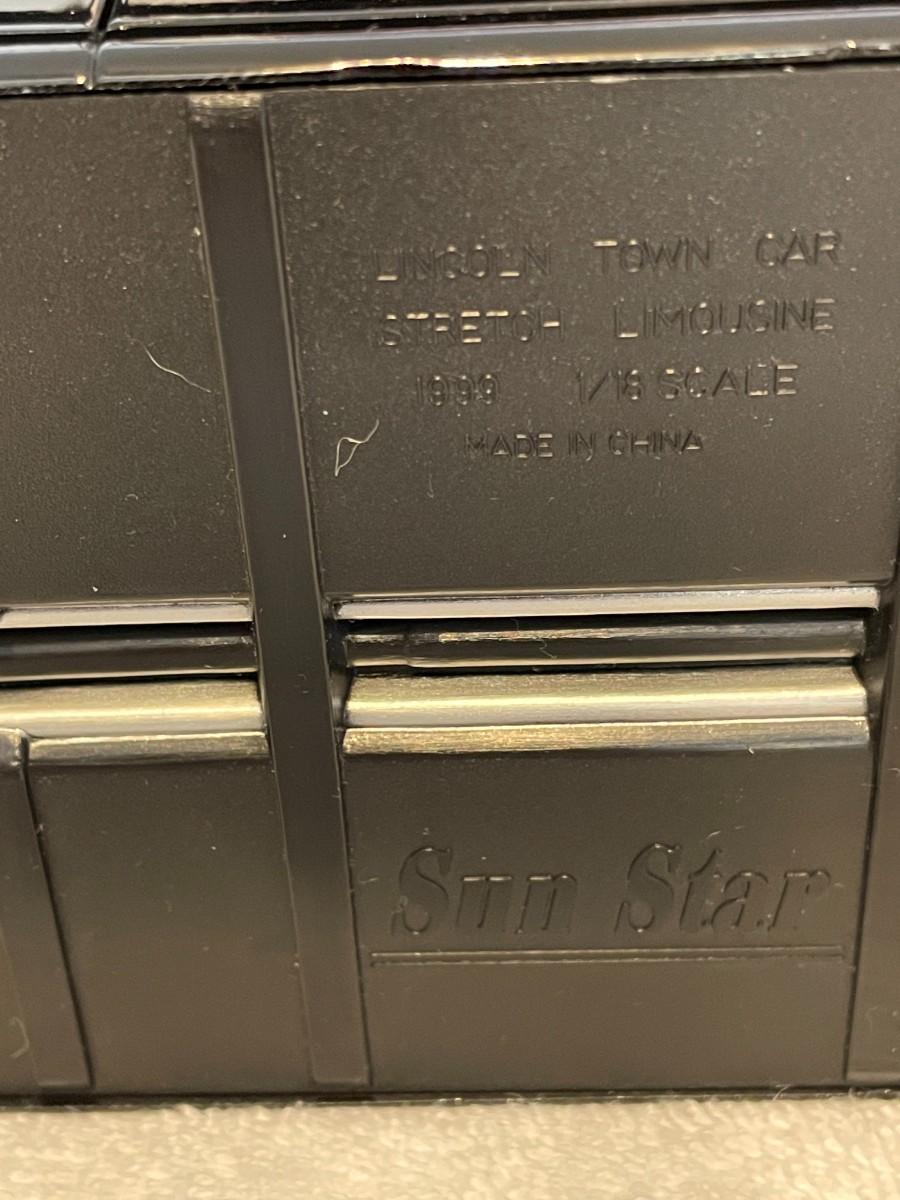 LINCOLN TOWN CAR
STRETCH LIMOUSINE
1999 1/18 SCALE
MADE IN CHINA
Sun Star